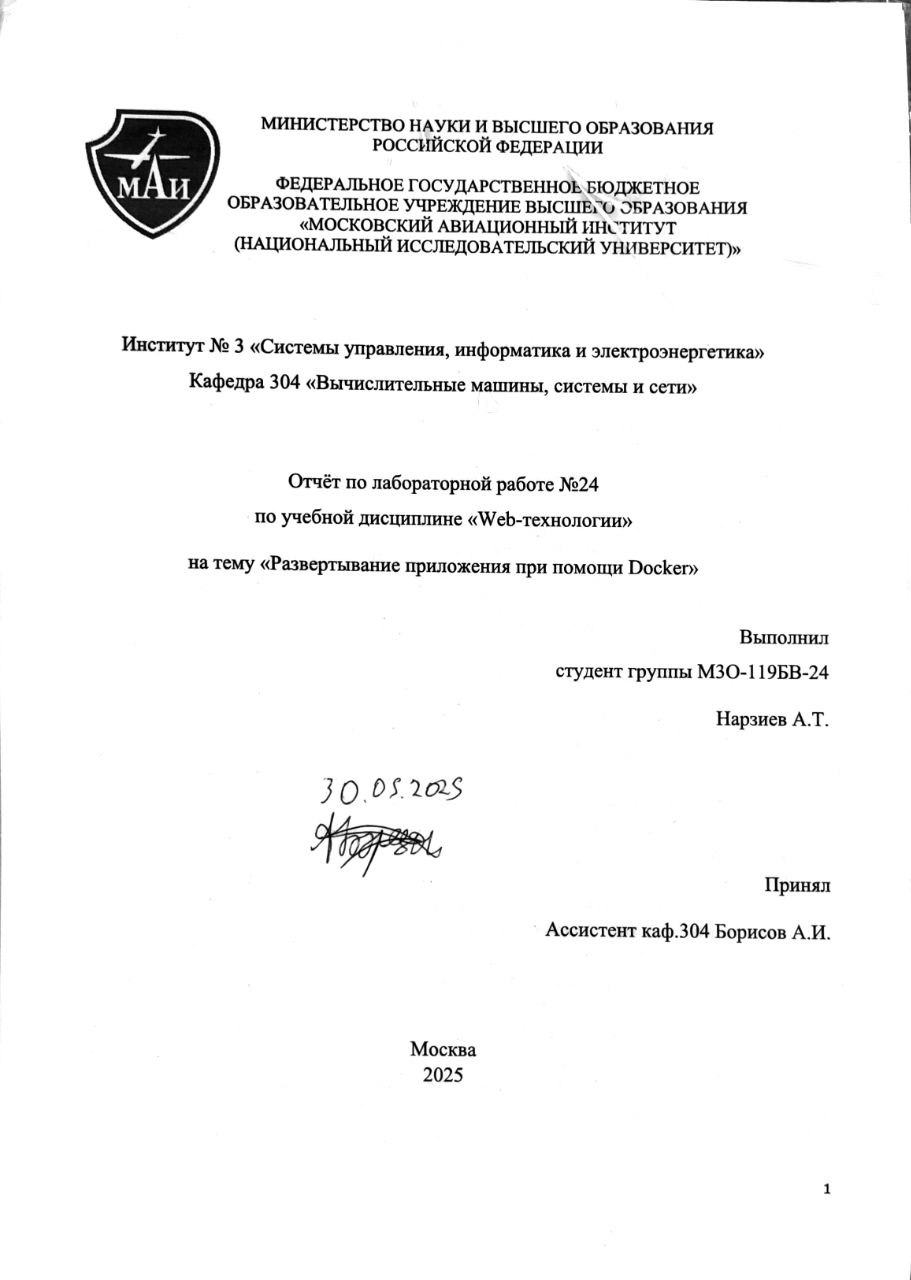 МАИ
МИНИСТЕРСТВО НАУКИ И ВЫСШЕГО ОБРАЗОВАНИЯ
РОССИЙСКОЙ ФЕДЕРАЦИИ
ФЕДЕРАЛЬНОЕ ГОСУДАРСТВЕННОЕ БЮДЖЕТНОЕ
ОБРАЗОВАТЕЛЬНОЕ УЧРЕЖДЕНИЕ ВЫСШЕГО ОБРАЗОВАНИЯ
«МОСКОВСКИЙ АВИАЦИОННЫЙ ИНСТИТУТ
(НАЦИОНАЛЬНЫЙ ИССЛЕДОВАТЕЛЬСКИЙ УНИВЕРСИТЕТ)»
Институт № 3 «Системы управления, информатика и электроэнергетика»
Кафедра 304 «Вычислительные машины, системы и сети»
Отчёт по лабораторной работе №24
по учебной дисциплине «Web-технологии»
на тему «Развертывание приложения при помощи Docker»
Выполнил
студент группы МЗО-119БВ-24
Нарзиев А.Т.
30.05.2025
Принял
Ассистент каф.304 Борисов А.И.
Москва
2025
1